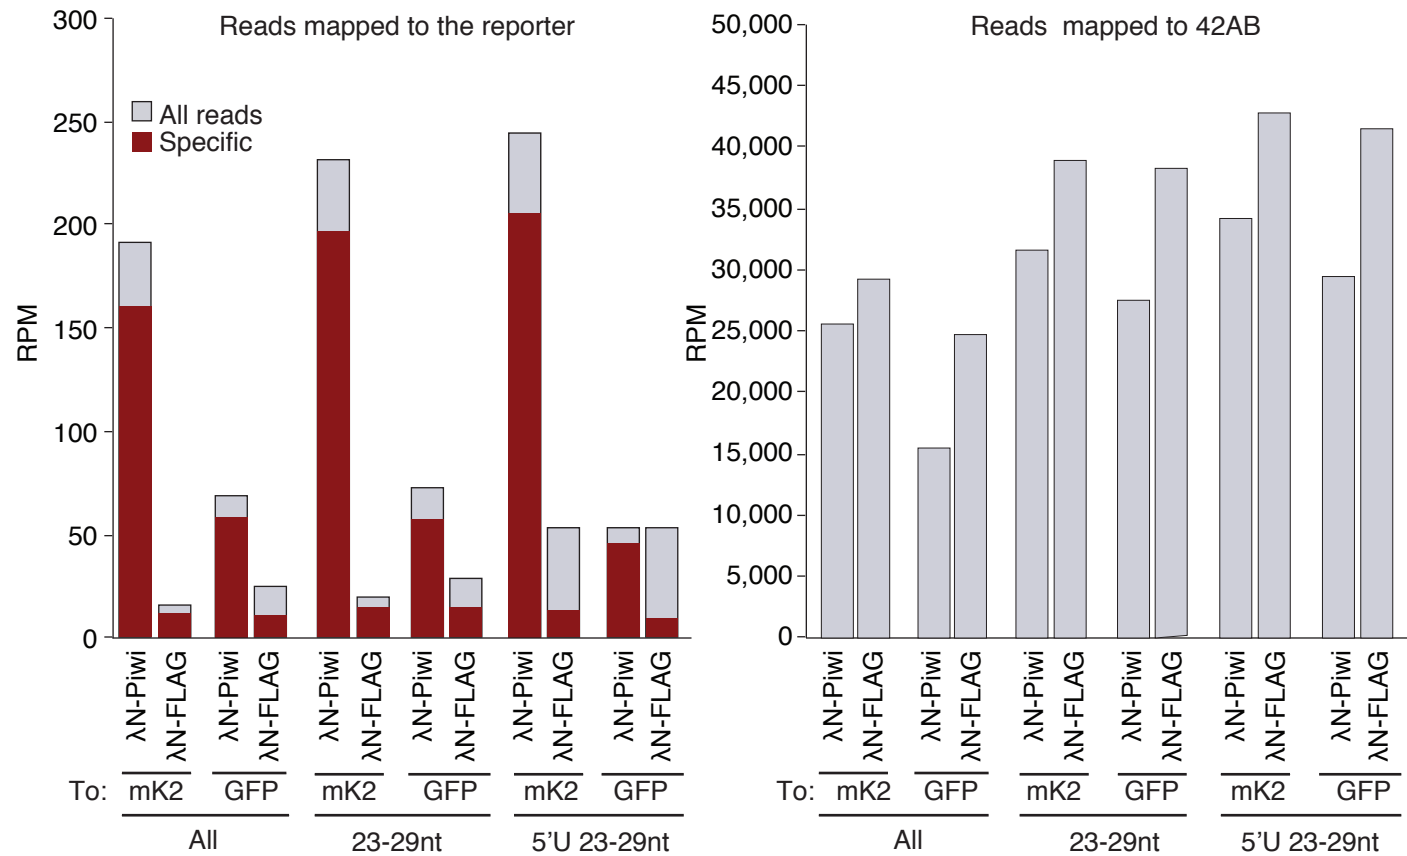 Reads mapped to the reporter
300
250
200
150
100
50
0
RPM
All reads
Specific
λN-Piwi
λN-FLAG
λN-Piwi
λN-FLAG
λN-Piwi
λN-FLAG
λN-Piwi
λN-FLAG
λN-Piwi
λN-FLAG
λN-Piwi
λN-FLAG
To: mK2 GFP mK2 GFP mK2 GFP
All 23-29nt 5’U 23-29nt
Reads mapped to 42AB
50,000
45,000
40,000
35,000
30,000
25,000
20,000
15,000
10,000
5,000
0
RPM
λN-Piwi
λN-FLAG
λN-Piwi
λN-FLAG
λN-Piwi
λN-FLAG
λN-Piwi
λN-FLAG
λN-Piwi
λN-FLAG
λN-Piwi
λN-FLAG
To: mK2 GFP mK2 GFP mK2 GFP
All 23-29nt 5’U 23-29nt